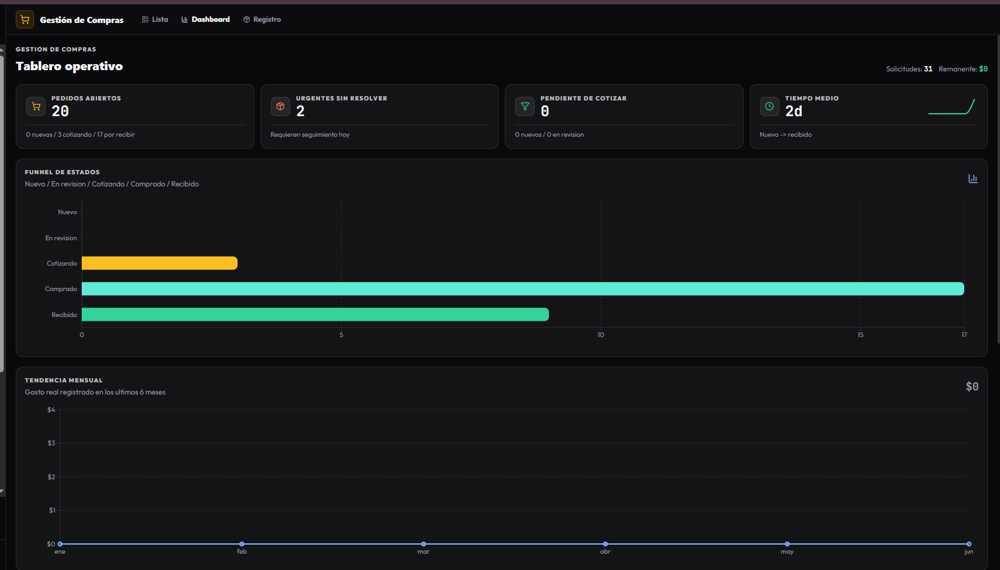 Gestión de Compras Lista Dashboard Registro
GESTION DE COMPRAS
Tablero operativo
Solicitudes: 31 Remanente: $0
PEDIDOS ABIERTOS
20
0 nuevos / 3 cotizando / 17 por recibir
URGENTES SIN RESOLVER
2
Requieren seguimiento hoy
PENDIENTE DE COTIZAR
0
0 nuevos / 0 en revision
TIEMPO MEDIO
2d
Nuevo -> recibido
FUNNEL DE ESTADOS
Nuevo / En revision / Cotizando / Comprado / Recibido
Nuevo
En revision
Cotizando
Comprado
Recibido
0 5 10 15 17
TENDENCIA MENSUAL
Gasto real registrado en los ultimos 6 meses
$0
$4
$3
$2
$1
$0
ene feb mar abr may jun